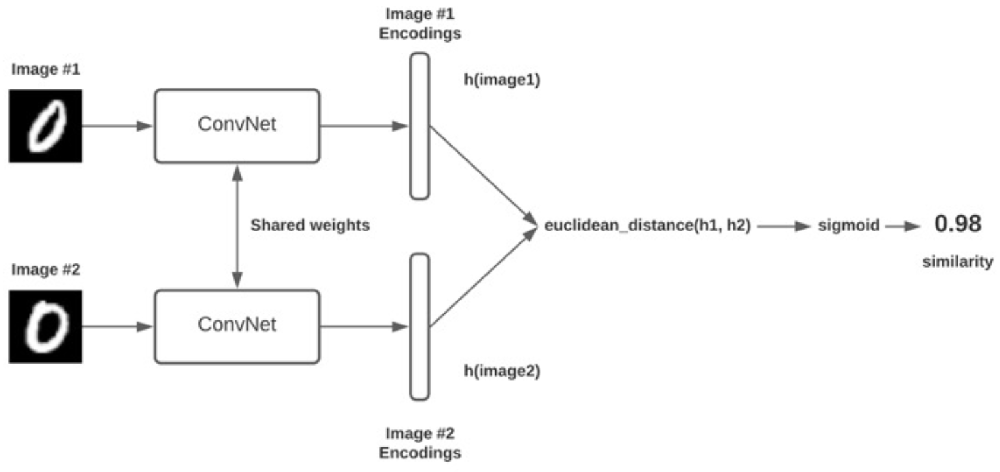 Image #1
Encodings
Image #1
h(image1)
ConvNet
Shared weights
euclidean_distance(h1, h2)
sigmoid
0.98
similarity
Image #2
ConvNet
h(image2)
Image #2
Encodings